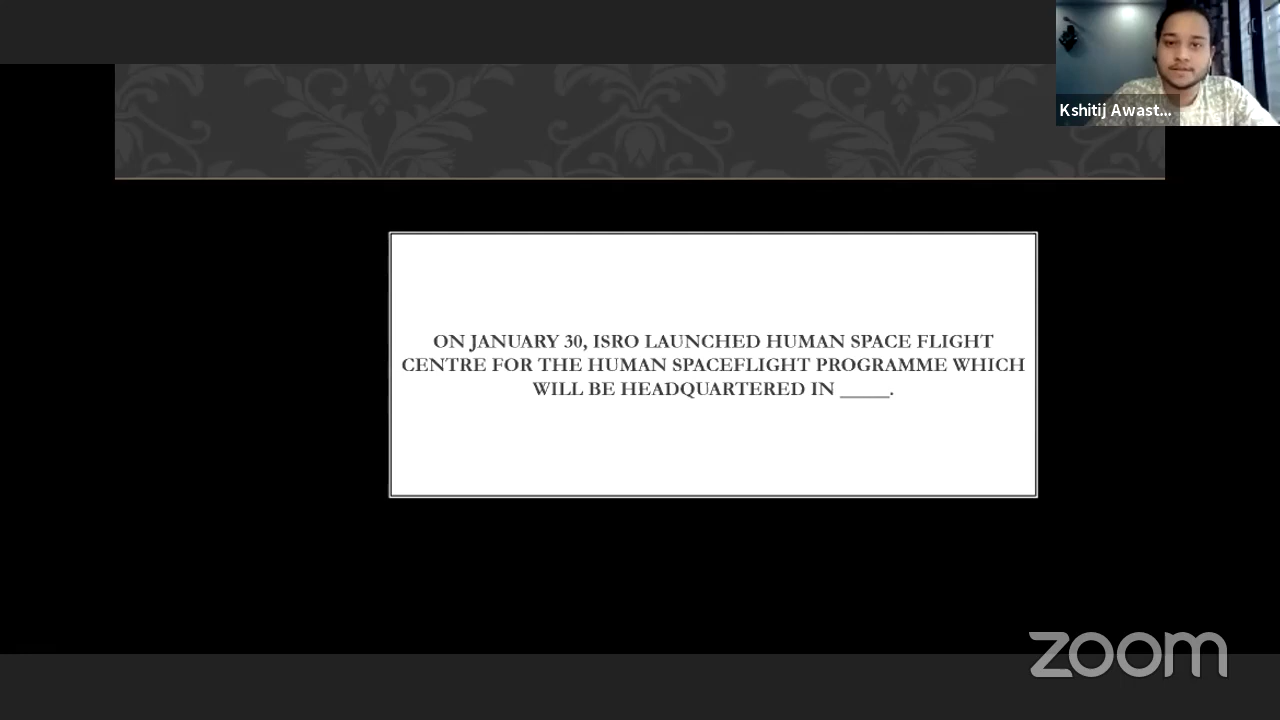 Kshitij Awast...
ON JANUARY 30, ISRO LAUNCHED HUMAN SPACE FLIGHT
CENTRE FOR THE HUMAN SPACEFLIGHT PROGRAMME WHICH
WILL BE HEADQUARTERED IN _____.
zoom